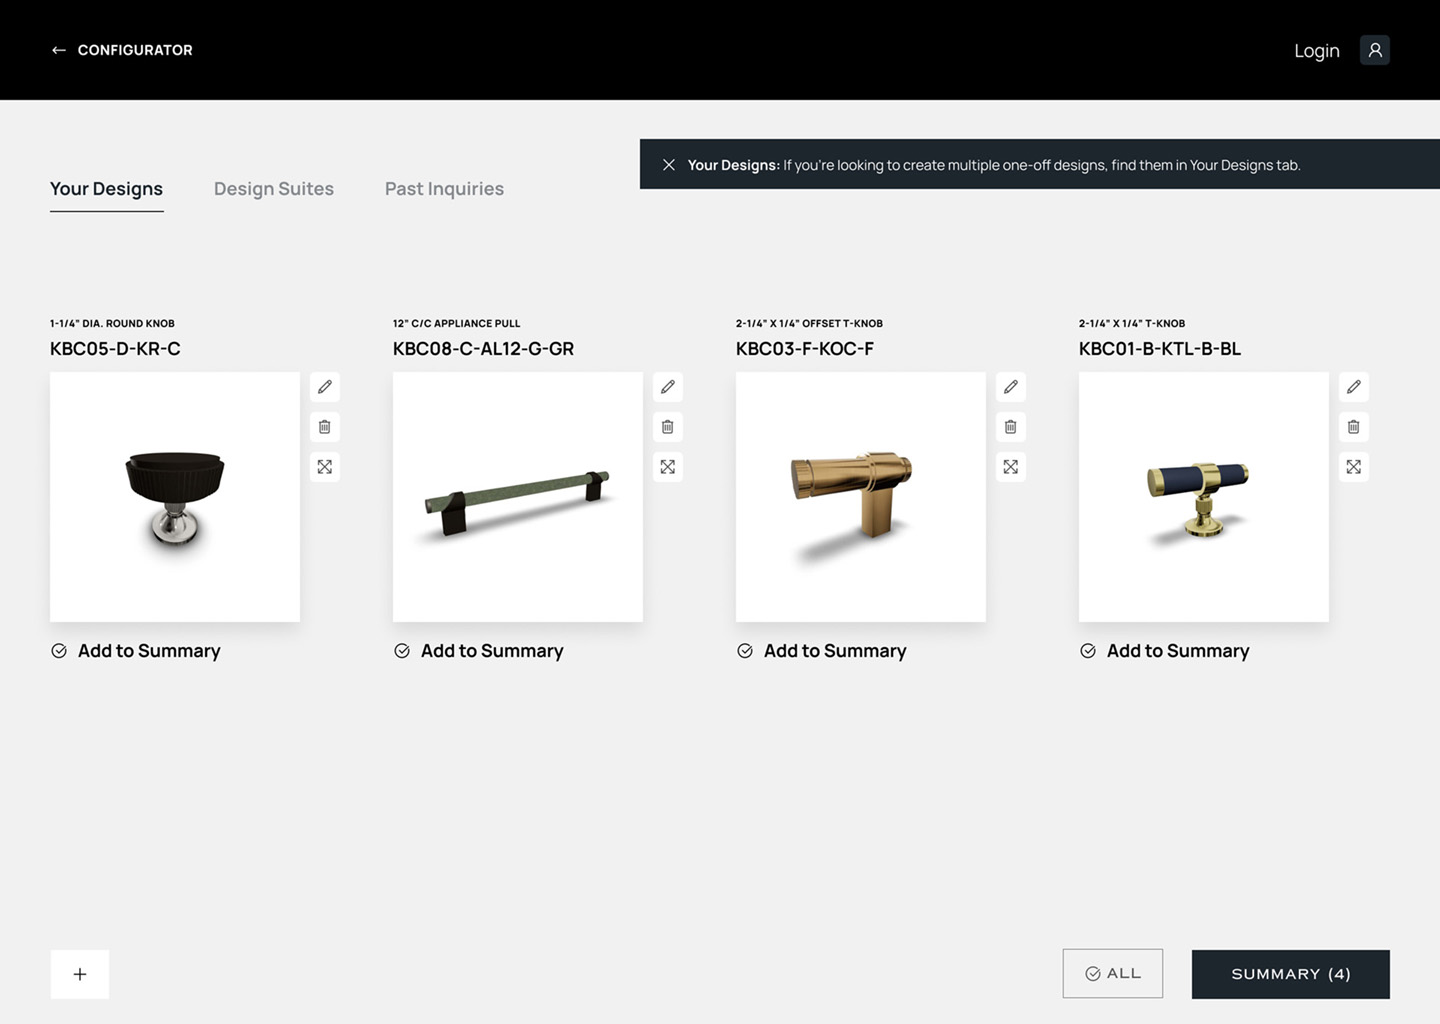 ← CONFIGURATOR
Login
Your Designs
Design Suites
Past Inquiries
Your Designs: If you're looking to create multiple one-off designs, find them in Your Designs tab.
1-1/4" DIA. ROUND KNOB
KBC05-D-KR-C
Add to Summary
12" C/C APPLIANCE PULL
KBC08-C-AL12-G-GR
Add to Summary
2-1/4" X 1/4" OFFSET T-KNOB
KBC03-F-KOC-F
Add to Summary
2-1/4" X 1/4" T-KNOB
KBC01-B-KTL-B-BL
Add to Summary
+
ALL
SUMMARY (4)